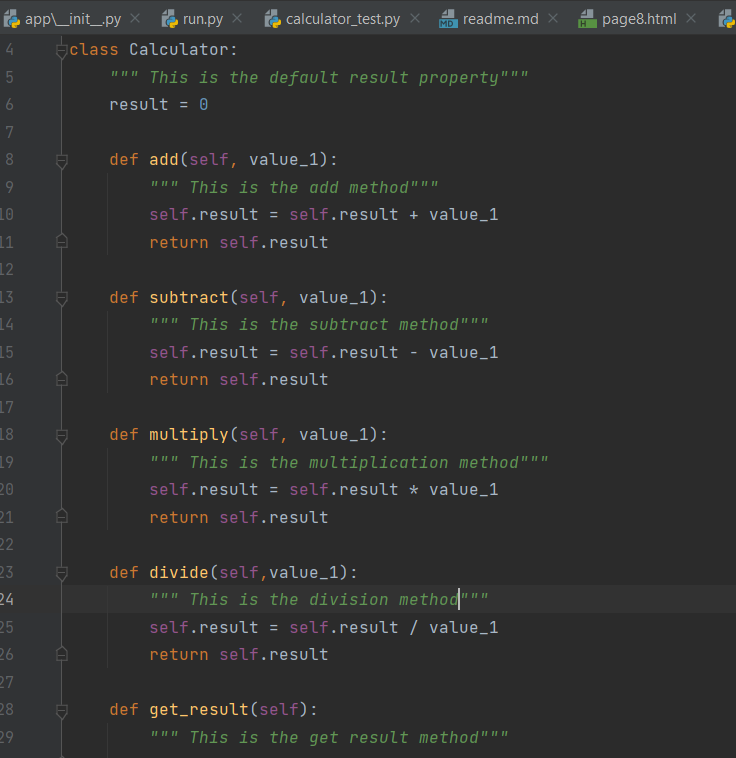 app\__init__.py run.py calculator_test.py readme.md page8.html
4 class Calculator:
5     """ This is the default result property"""
6     result = 0
7
8     def add(self, value_1):
9         """ This is the add method"""
10         self.result = self.result + value_1
11         return self.result
12
13     def subtract(self, value_1):
14         """ This is the subtract method"""
15         self.result = self.result - value_1
16         return self.result
17
18     def multiply(self, value_1):
19         """ This is the multiplication method"""
20         self.result = self.result * value_1
21         return self.result
22
23     def divide(self,value_1):
24         """ This is the division method"""
25         self.result = self.result / value_1
26         return self.result
27
28     def get_result(self):
29         """ This is the get result method"""